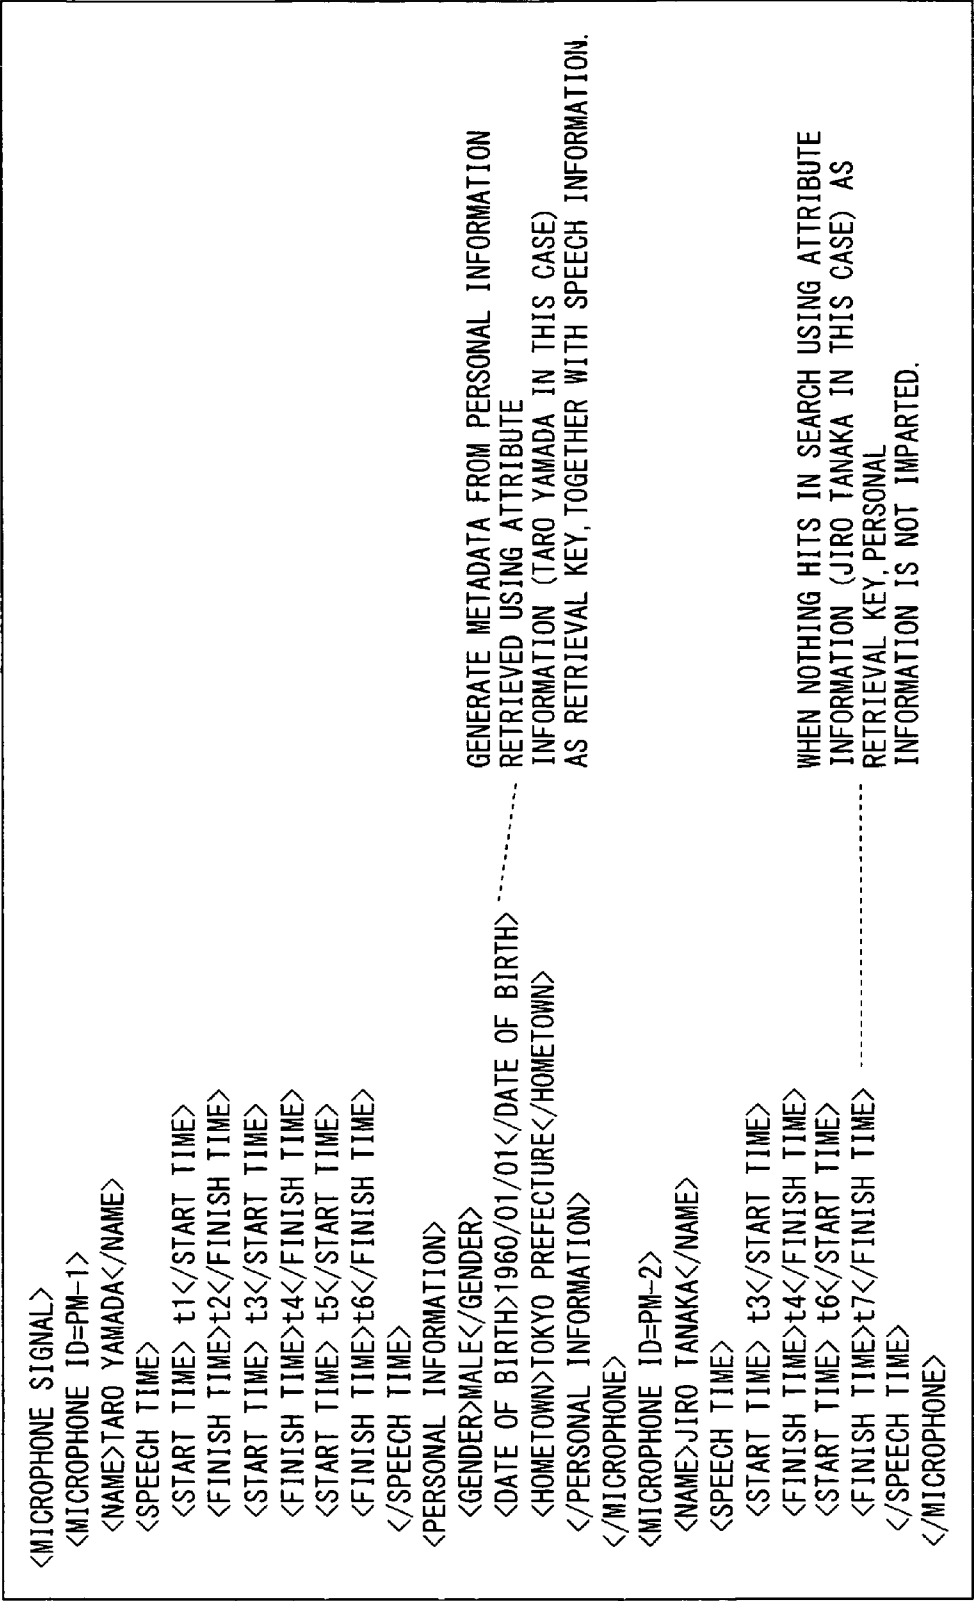 <MICROPHONE SIGNAL>
<MICROPHONE ID=PM-1>
<NAME>TARO YAMADA</NAME>
<SPEECH TIME>
<START TIME> t1</START TIME>
<FINISH TIME>t2</FINISH TIME>
<START TIME> t3</START TIME>
<FINISH TIME>t4</FINISH TIME>
<START TIME> t5</START TIME>
<FINISH TIME>t6</FINISH TIME>
</SPEECH TIME>
<PERSONAL INFORMATION>
<GENDER>MALE</GENDER>
<DATE OF BIRTH>1960/01/01</DATE OF BIRTH>
<HOMETOWN>TOKYO PREFECTURE</HOMETOWN>
</PERSONAL INFORMATION>
</MICROPHONE>
<MICROPHONE ID=PM-2>
<NAME>JIRO TANAKA</NAME>
<SPEECH TIME>
<START TIME> t3</START TIME>
<FINISH TIME>t4</FINISH TIME>
<START TIME> t6</START TIME>
<FINISH TIME>t7</FINISH TIME>
</SPEECH TIME>
</MICROPHONE>
GENERATE METADATA FROM PERSONAL INFORMATION
RETRIEVED USING ATTRIBUTE
INFORMATION (TARO YAMADA IN THIS CASE)
AS RETRIEVAL KEY, TOGETHER WITH SPEECH INFORMATION.
WHEN NOTHING HITS IN SEARCH USING ATTRIBUTE
INFORMATION (JIRO TANAKA IN THIS CASE) AS
RETRIEVAL KEY, PERSONAL
INFORMATION IS NOT IMPARTED.